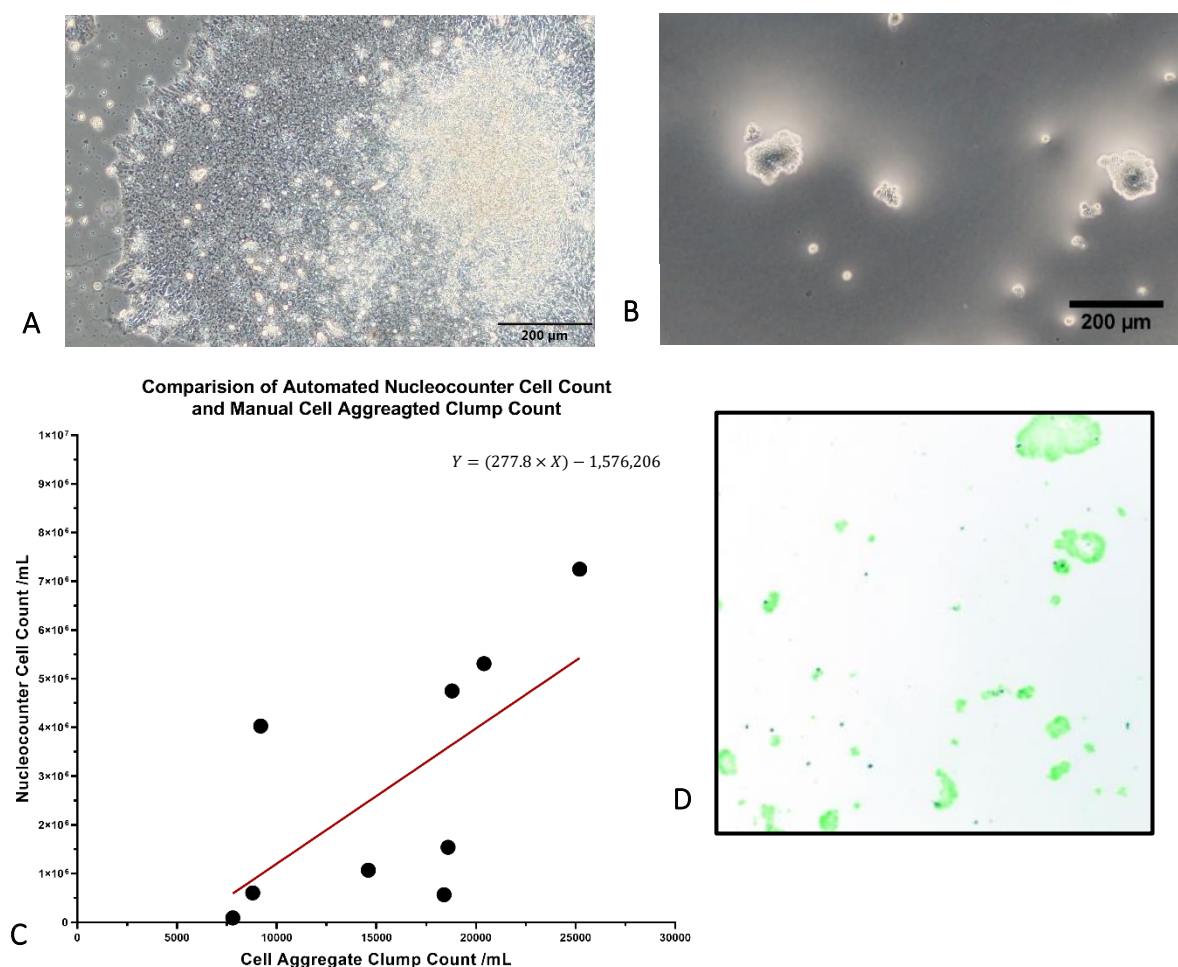 200 µm
A
200 µm
B
Comparision of Automated Nucleocounter Cell Count
and Manual Cell Aggreagted Clump Count
Y = (277.8 × X) − 1,576,206
Nucleocounter Cell Count /mL
1×10⁷
9×10⁶
8×10⁶
7×10⁶
6×10⁶
5×10⁶
4×10⁶
3×10⁶
2×10⁶
1×10⁶
0
0 5000 10000 15000 20000 25000 30000
Cell Aggregate Clump Count /mL
C
D